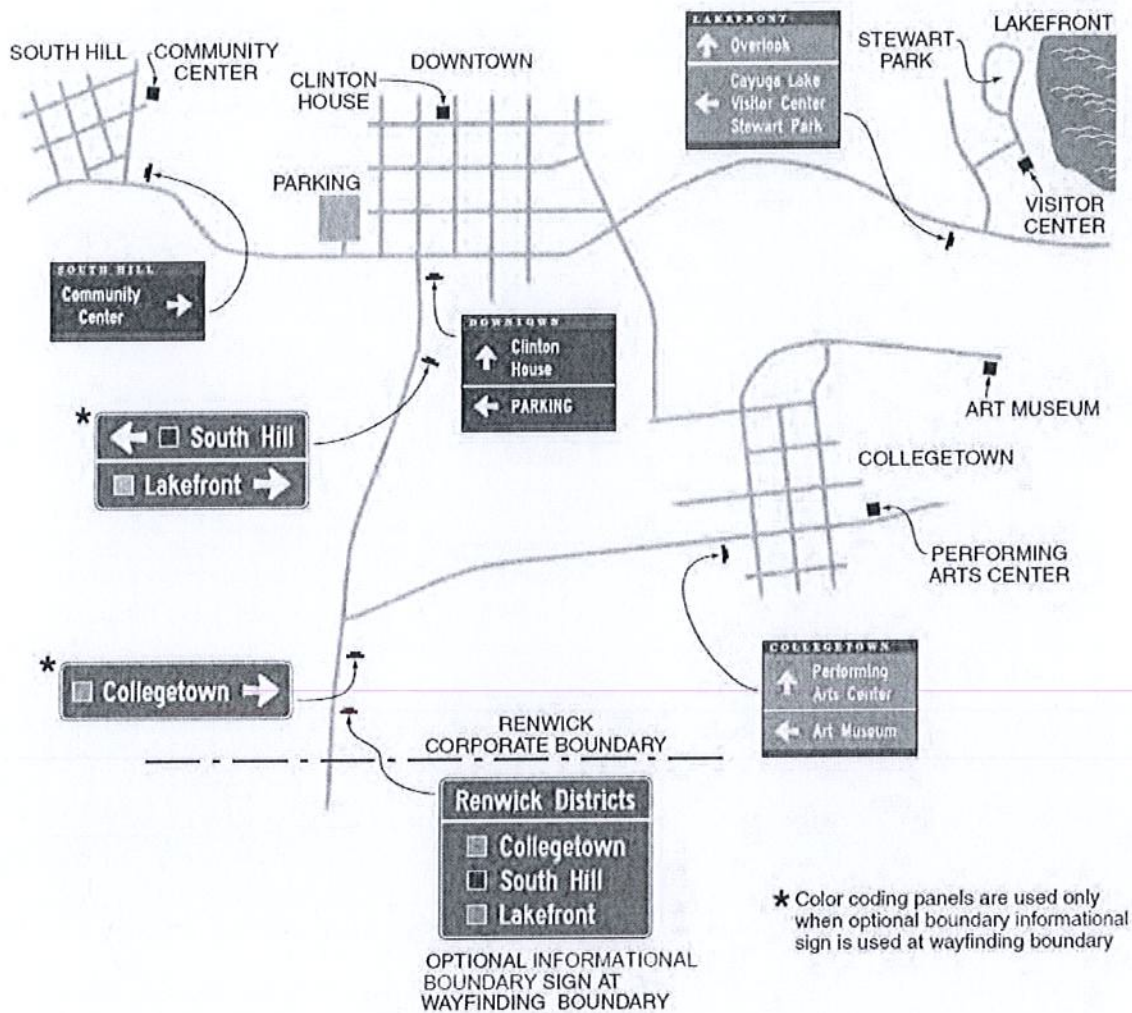 SOUTH HILL
COMMUNITY
CENTER
DOWNTOWN
CLINTON
HOUSE
PARKING
LAKEFRONT
Overlook
Cayuga Lake
Visitor Center
Stewart Park
LAKEFRONT
STEWART
PARK
VISITOR
CENTER
SOUTH HILL
Community
Center
DOWNTOWN
Clinton
House
PARKING
* South Hill
Lakefront
ART MUSEUM
COLLEGETOWN
PERFORMING
ARTS CENTER
* Collegetown
COLLEGETOWN
Performing
Arts Center
Art Museum
RENWICK
CORPORATE BOUNDARY
Renwick Districts
Collegetown
South Hill
Lakefront
OPTIONAL INFORMATIONAL
BOUNDARY SIGN AT
WAYFINDING BOUNDARY
* Color coding panels are used only
when optional boundary informational
sign is used at wayfinding boundary